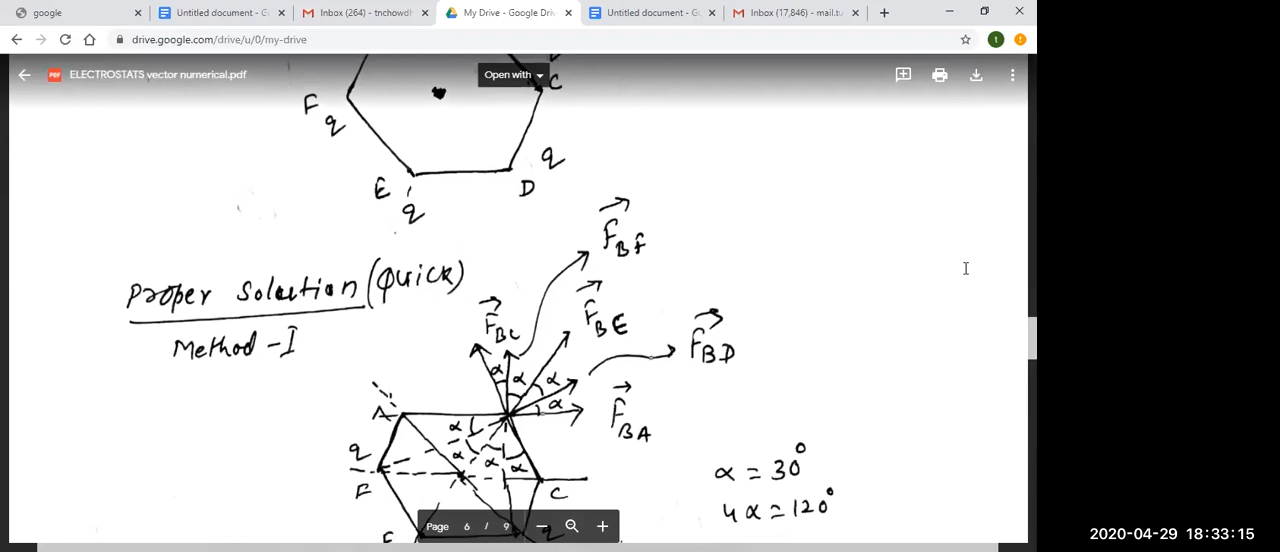 google
Untitled document - G
Inbox (264) - tnchowdh
My Drive - Google Driv
Untitled document - G
Inbox (17,846) - mail.tu
drive.google.com/drive/u/0/my-drive
t
PDF ELECTROSTATS vector numerical.pdf
Open with
C
F
q
q
E
D
q
F BF
Proper Solution (Quick)
Method - I
F BC
F BE
F BD
α α α
α
F BA
A
α
q
α α α
F
C
α = 30°
4α = 120°
Page 6 / 9
q
2020-04-29 18:33:15